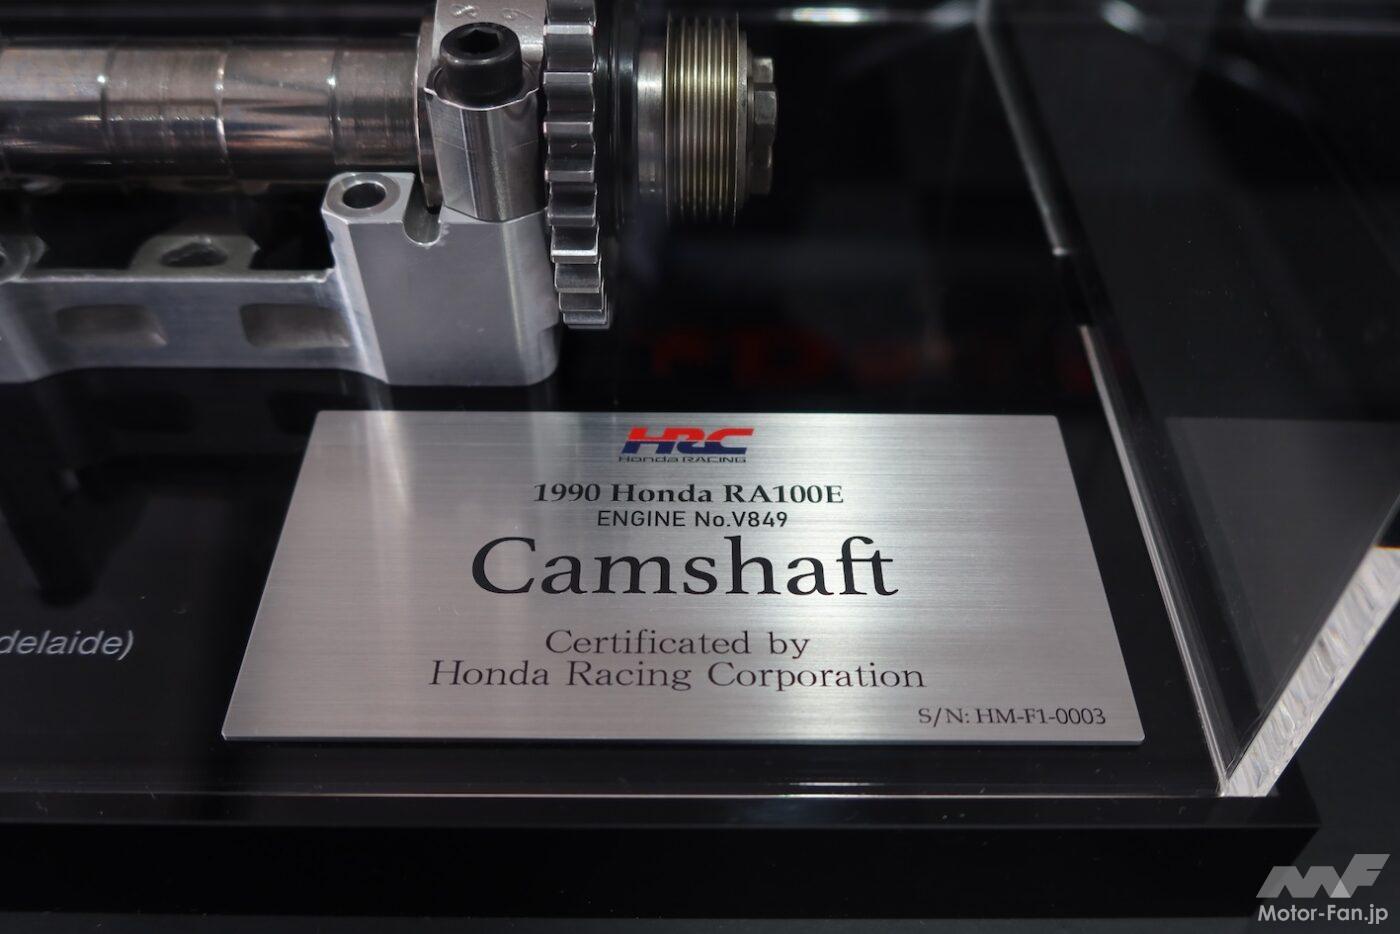 HRC
Honda RACING
1990 Honda RA100E
ENGINE No.V849
Camshaft
delaide)
Certificated by
Honda Racing Corporation
S/N: HM-F1-0003
MF
Motor-Fan.jp